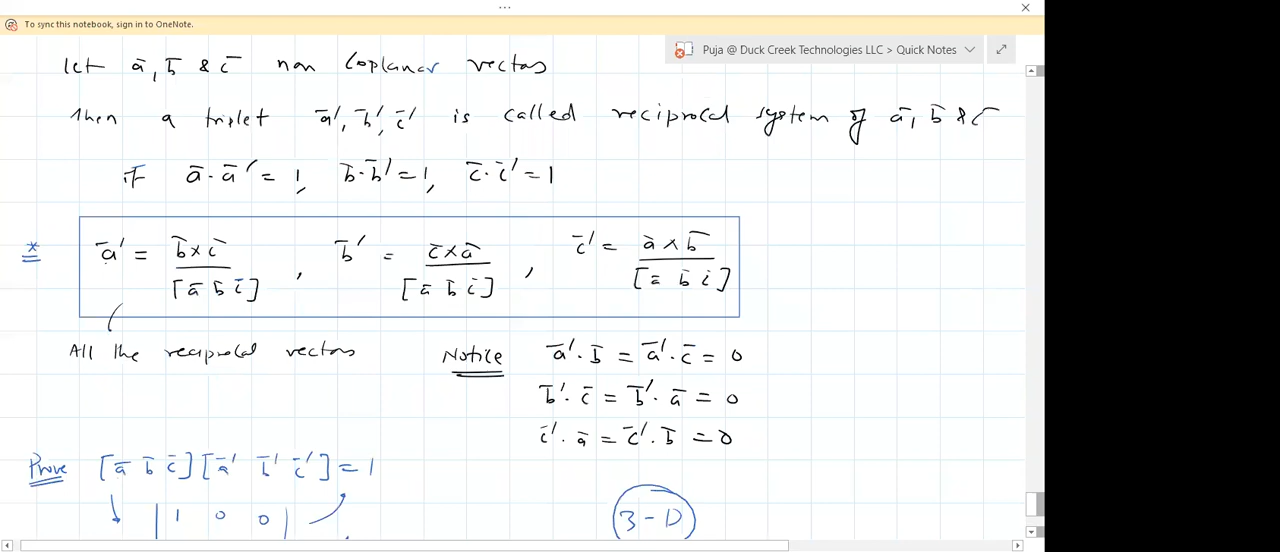 To sync this notebook, sign in to OneNote.
Puja @ Duck Creek Technologies LLC > Quick Notes
let ā, b̄ & c̄ non Coplanar vectors
then a triplet ā', b̄', c̄' is called reciprocal system of ā, b̄ & c̄
if ā·ā' = 1, b̄·b̄' = 1, c̄·c̄' = 1
* ā' = b̄×c̄ / [ā b̄ c̄] , b̄' = c̄×ā / [ā b̄ c̄] , c̄' = ā×b̄ / [ā b̄ c̄]
All the reciprocal vectors
Notice ā'·b̄ = ā'·c̄ = 0
b̄'·c̄ = b̄'·ā = 0
c̄'·ā = c̄'·b̄ = 0
Prove [ā b̄ c̄][ā' b̄' c̄'] = 1
| 1 0 0 |
3-D